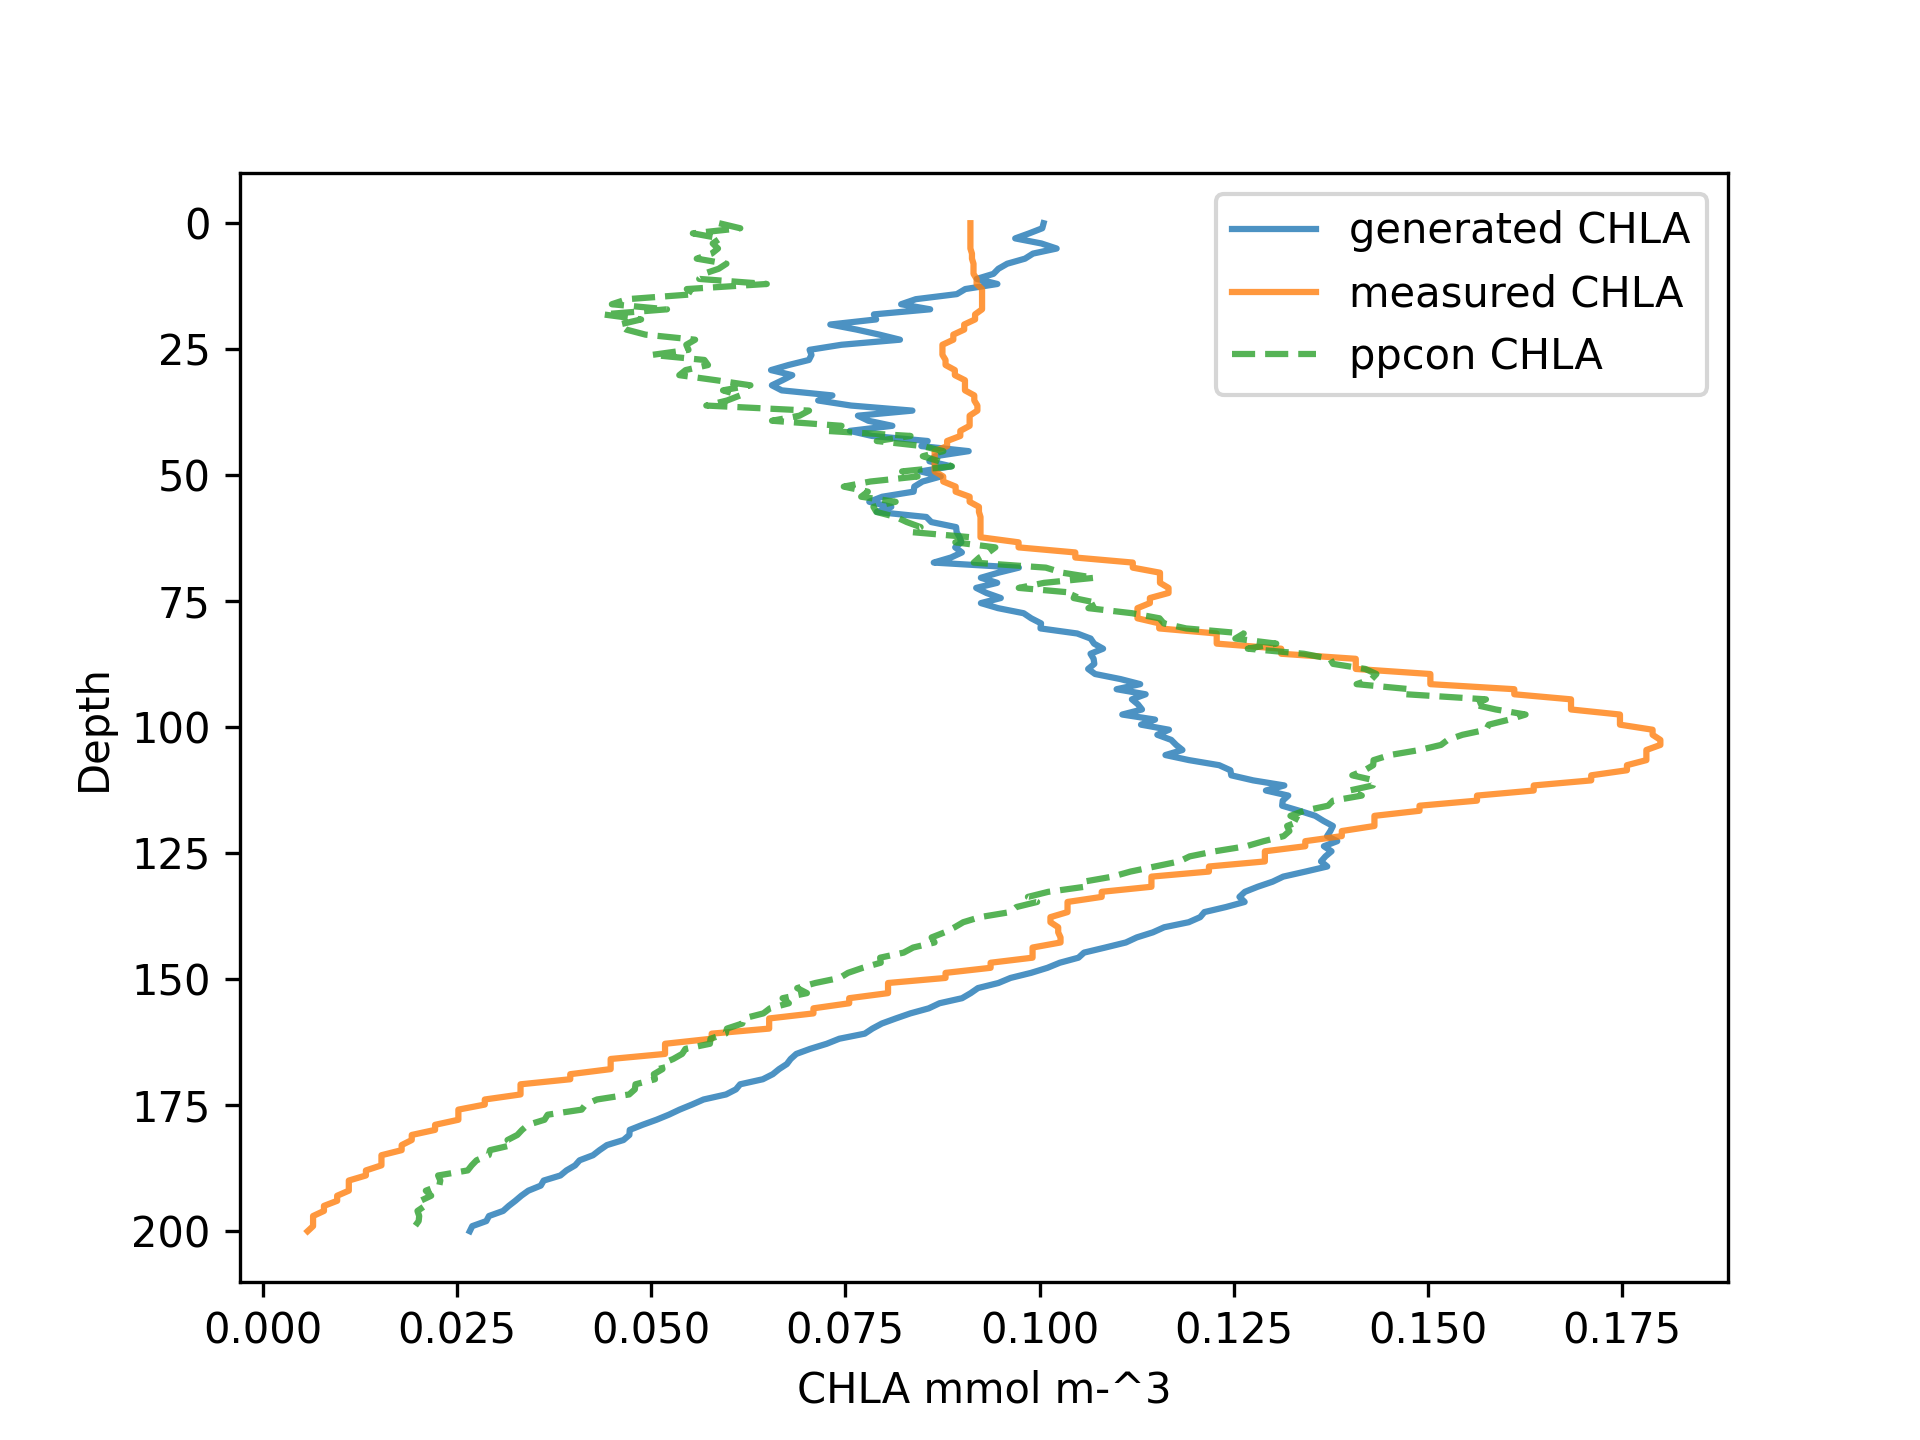 generated CHLA
measured CHLA
ppcon CHLA
0
25
50
75
100
125
150
175
200
Depth
0.000 0.025 0.050 0.075 0.100 0.125 0.150 0.175
CHLA mmol m-^3